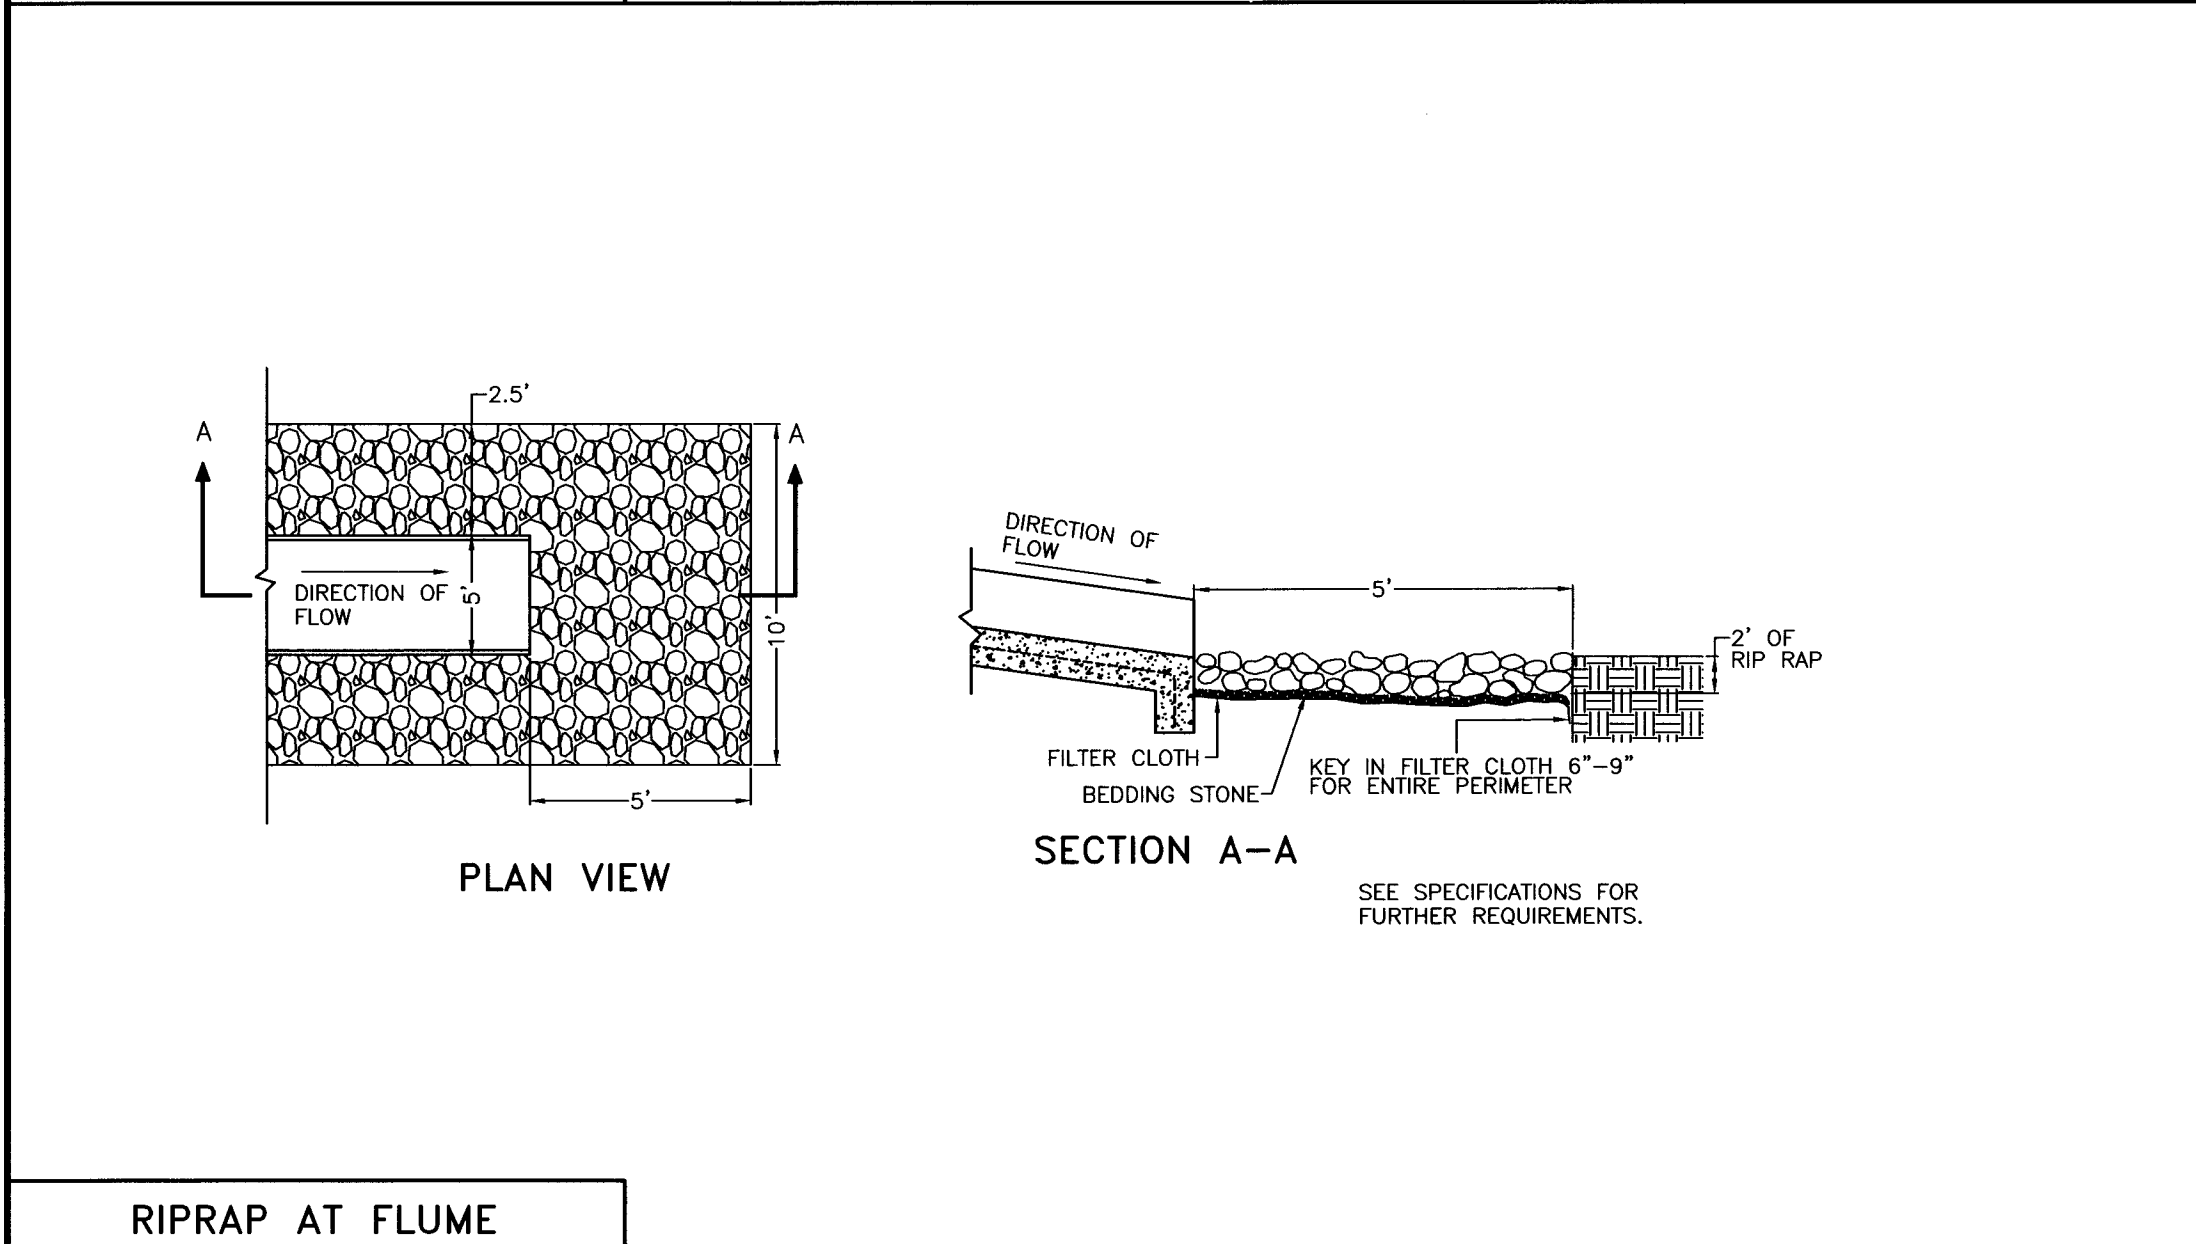 2.5'
A
A
DIRECTION OF
FLOW
5'
10'
5'
PLAN VIEW
DIRECTION OF
FLOW
5'
2' OF
RIP RAP
FILTER CLOTH
BEDDING STONE
KEY IN FILTER CLOTH 6"-9"
FOR ENTIRE PERIMETER
SECTION A-A
SEE SPECIFICATIONS FOR
FURTHER REQUIREMENTS.
RIPRAP AT FLUME